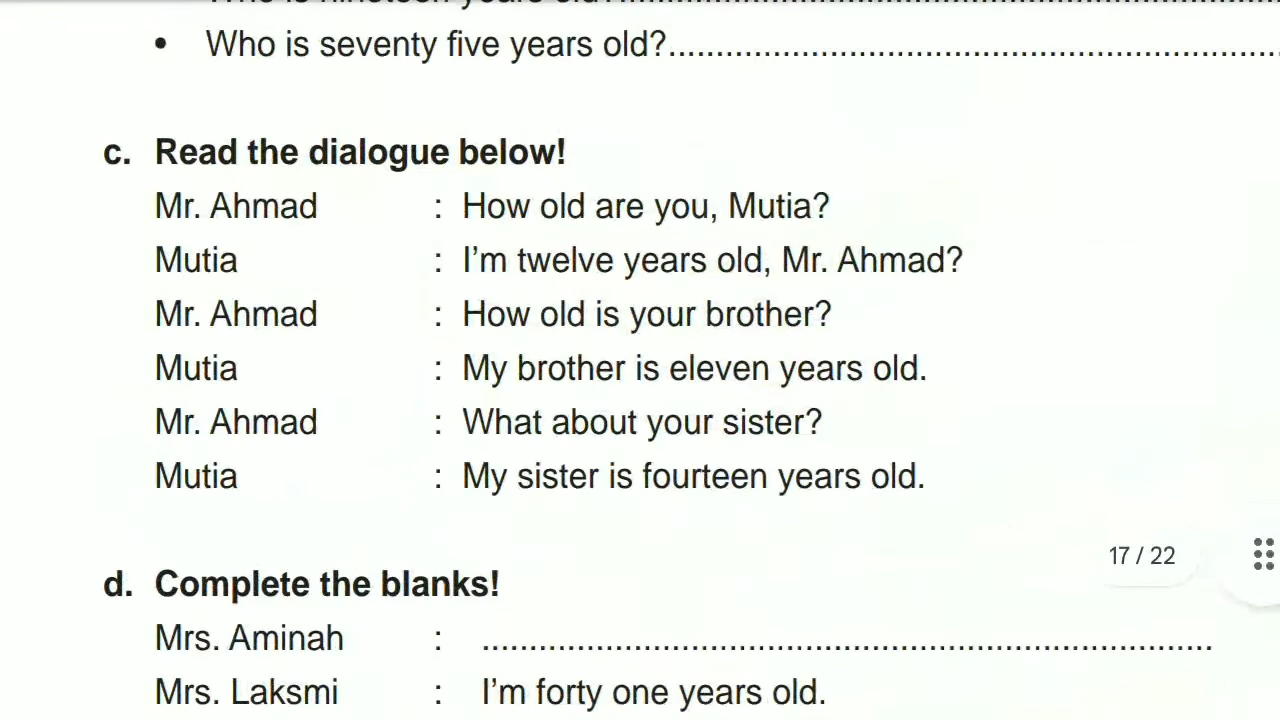 • Who is seventy five years old?................................................................
c. Read the dialogue below!
Mr. Ahmad : How old are you, Mutia?
Mutia : I'm twelve years old, Mr. Ahmad?
Mr. Ahmad : How old is your brother?
Mutia : My brother is eleven years old.
Mr. Ahmad : What about your sister?
Mutia : My sister is fourteen years old.
17 / 22
d. Complete the blanks!
Mrs. Aminah : .............................................................................
Mrs. Laksmi : I'm forty one years old.